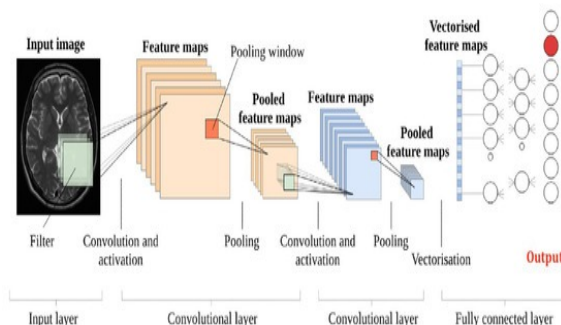 Input image
Feature maps
Pooling window
Pooled
feature maps
Feature maps
Pooled
feature maps
Vectorised
feature maps
Filter
Convolution and
activation
Pooling
Convolution and
activation
Pooling
Vectorisation
Output
Input layer
Convolutional layer
Convolutional layer
Fully connected layer